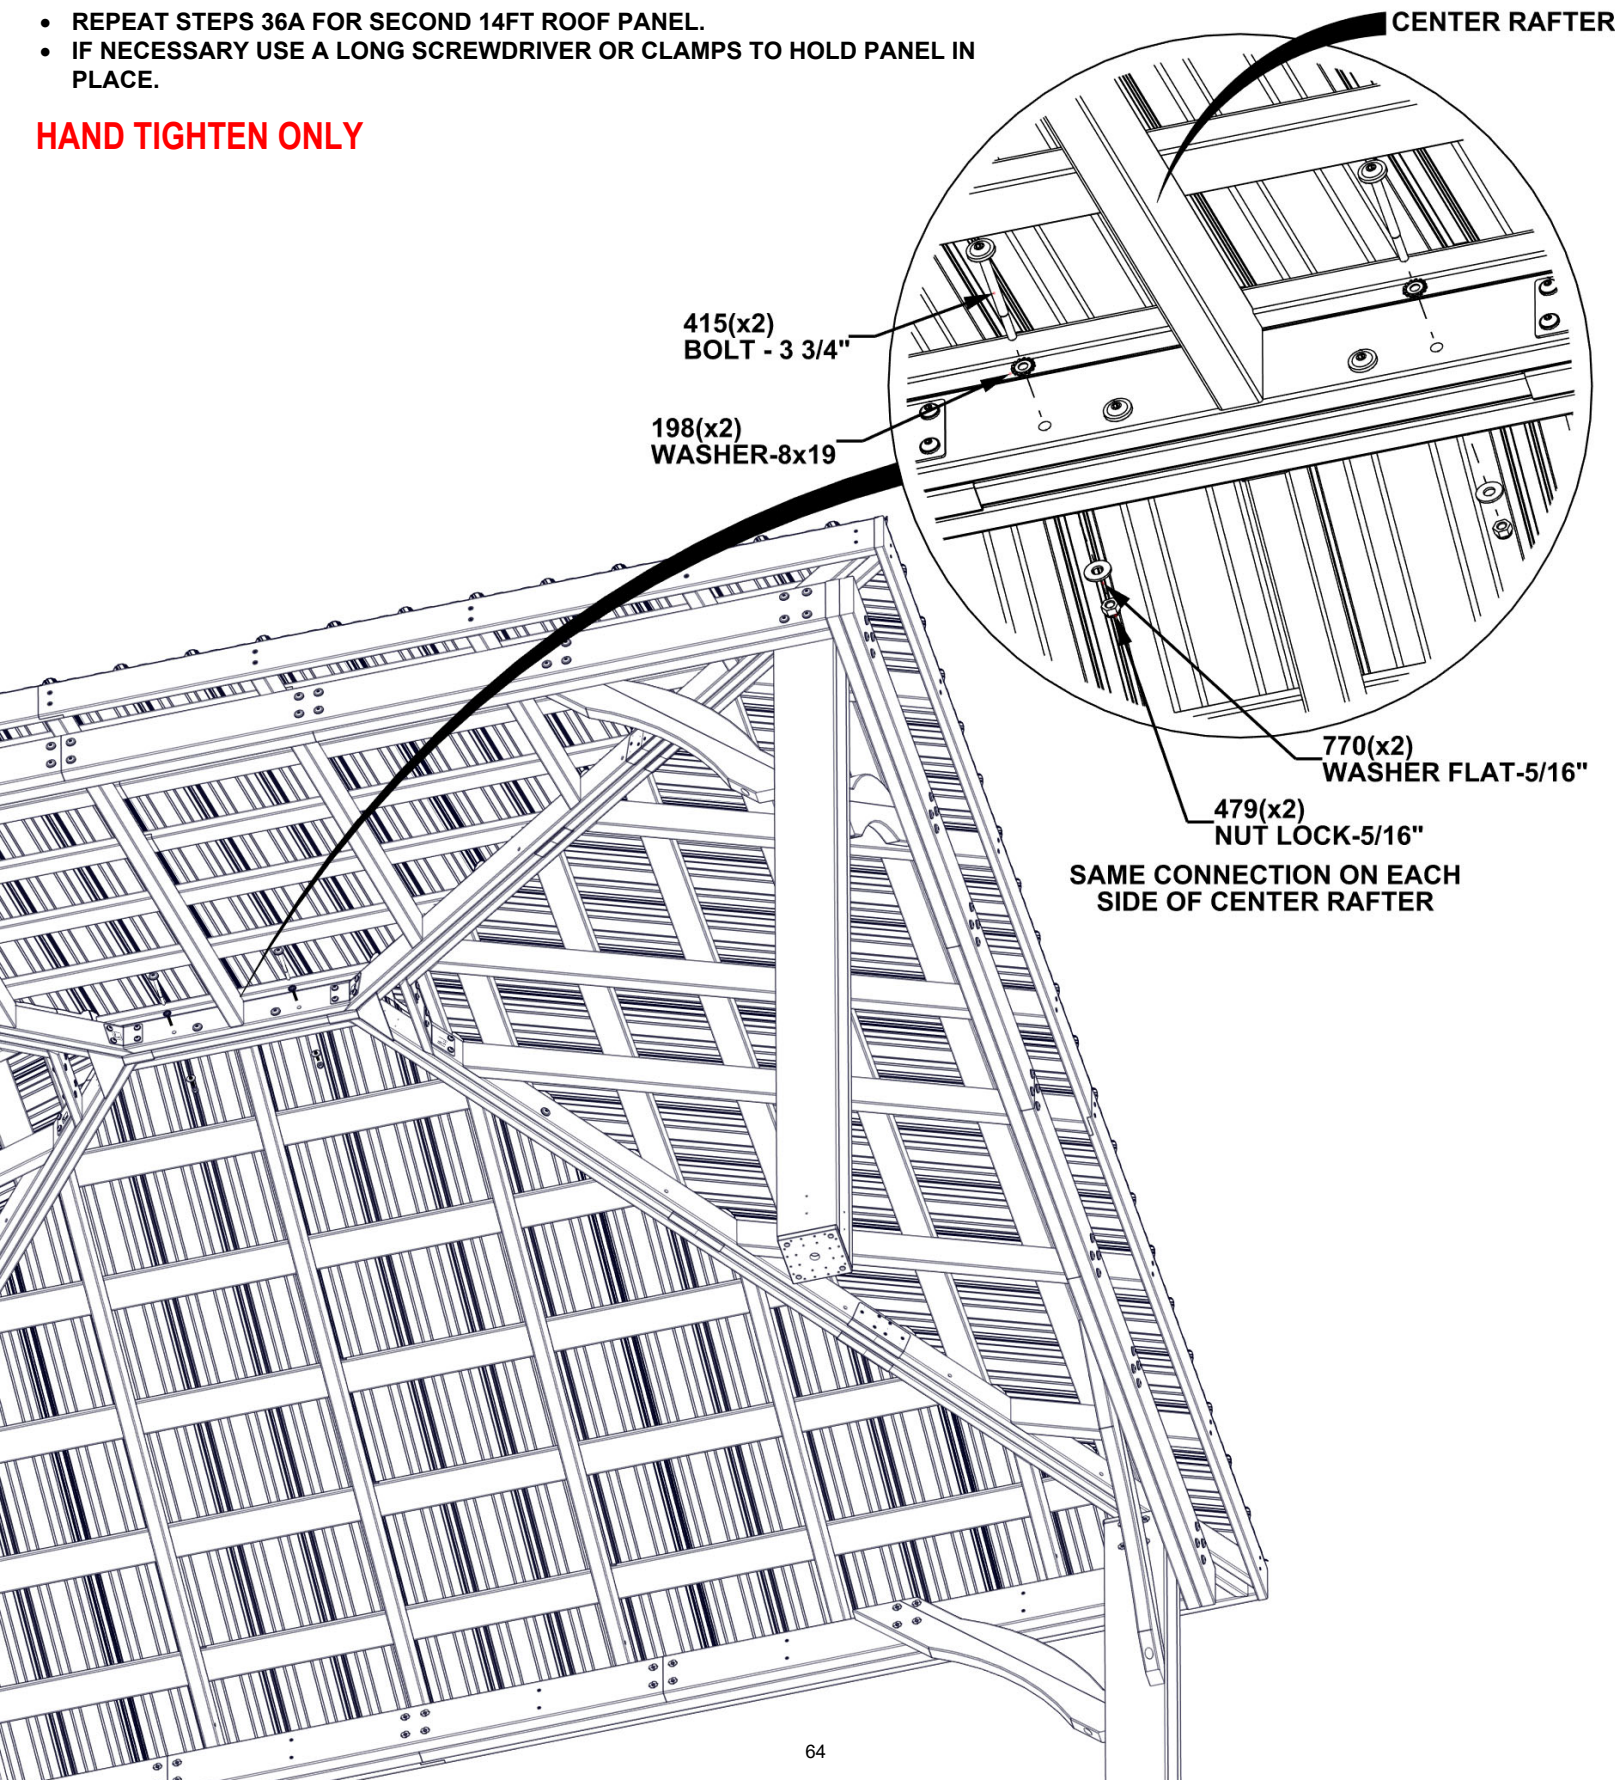 • REPEAT STEPS 36A FOR SECOND 14FT ROOF PANEL.
• IF NECESSARY USE A LONG SCREWDRIVER OR CLAMPS TO HOLD PANEL IN
PLACE.
HAND TIGHTEN ONLY
CENTER RAFTER
415(x2)
BOLT - 3 3/4"
198(x2)
WASHER-8x19
770(x2)
WASHER FLAT-5/16"
479(x2)
NUT LOCK-5/16"
SAME CONNECTION ON EACH
SIDE OF CENTER RAFTER
64